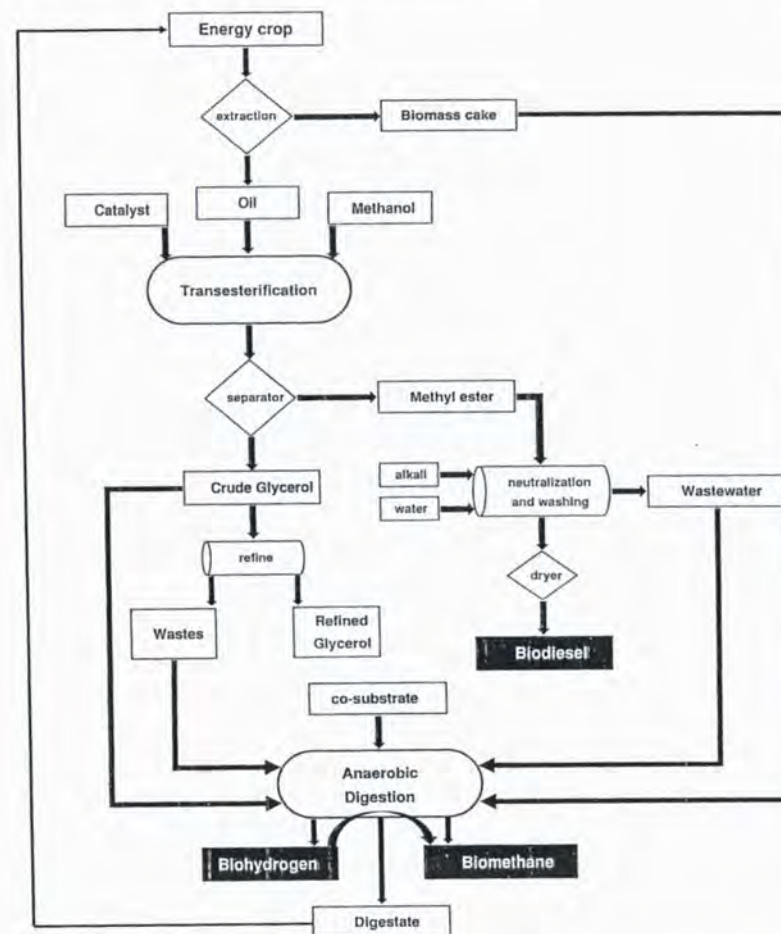 Energy crop
extraction
Biomass cake
Catalyst
Oil
Methanol
Transesterification
separator
Methyl ester
Crude Glycerol
alkali
water
neutralization
and washing
Wastewater
refine
dryer
Wastes
Refined
Glycerol
Biodiesel
co-substrate
Anaerobic
Digestion
Biohydrogen
Biomethane
Digestate